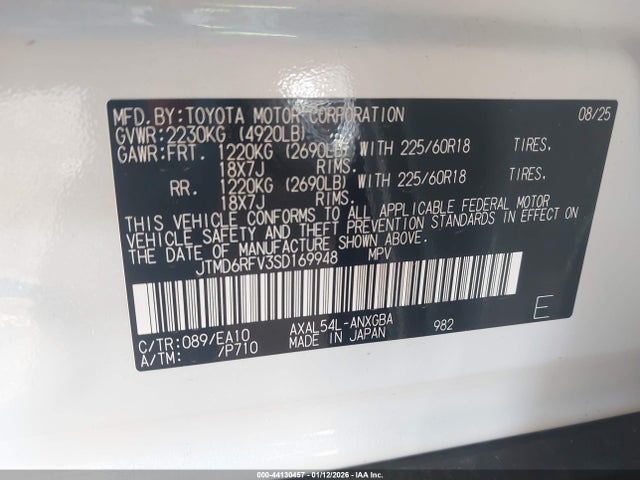 MFD.BY:TOYOTA MOTOR CORPORATION 08/25
GVWR:2230KG (4920LB)
GAWR:FRT. 1220KG (2690LB) WITH 225/60R18 TIRES.
18X7J RIMS.
RR. 1220KG (2690LB) WITH 225/60R18 TIRES.
18X7J RIMS.
THIS VEHICLE CONFORMS TO ALL APPLICABLE FEDERAL MOTOR
VEHICLE SAFETY AND THEFT PREVENTION STANDARDS IN EFFECT ON
THE DATE OF MANUFACTURE SHOWN ABOVE.
JTMD6RFV3SD169948 MPV
C/TR:089/EA10 AXAL54L-ANXGBA 982 E
A/TM: /P710 MADE IN JAPAN
000-44130457 - 01/12/2026 - IAA Inc.